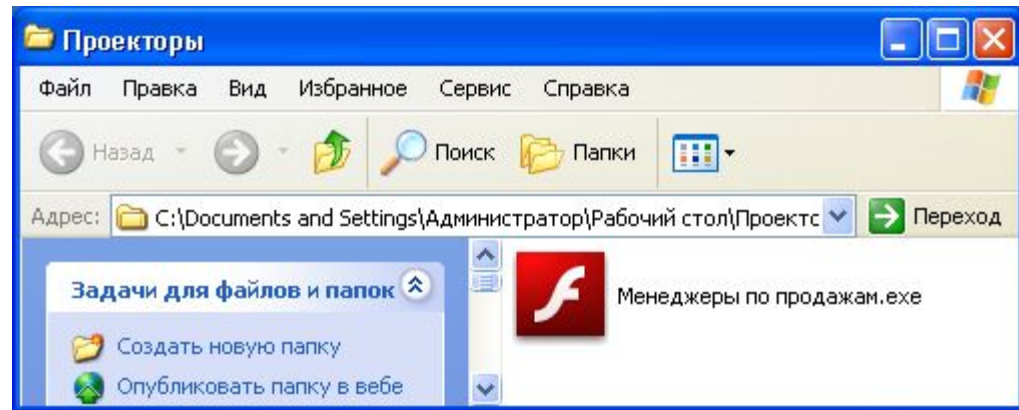 Проекторы
Файл Правка Вид Избранное Сервис Справка
Назад Поиск Папки
Адрес: C:\Documents and Settings\Администратор\Рабочий стол\Проектс Переход
Задачи для файлов и папок
Менеджеры по продажам.exe
Создать новую папку
Опубликовать папку в вебе